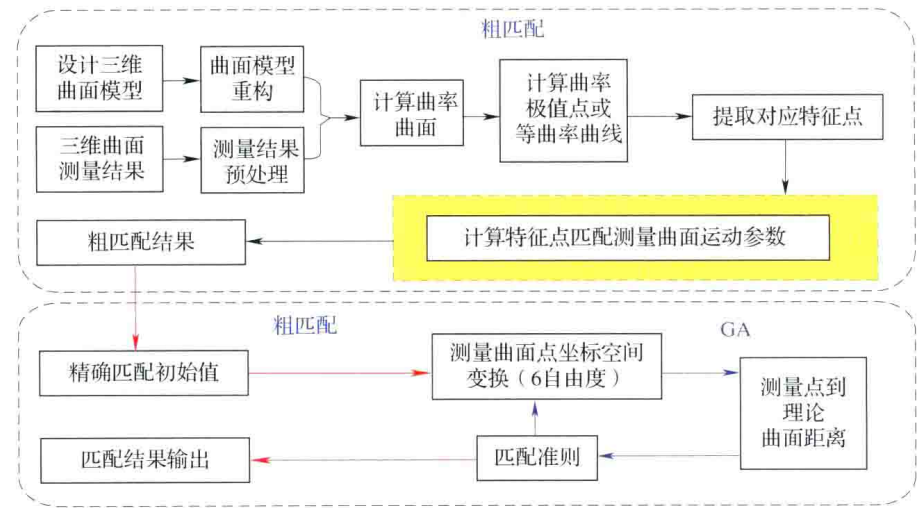 粗匹配
设计三维
曲面模型
曲面模型
重构
三维曲面
测量结果
测量结果
预处理
计算曲率
曲面
计算曲率
极值点或
等曲率曲线
提取对应特征点
计算特征点匹配测量曲面运动参数
粗匹配结果
粗匹配
GA
精确匹配初始值
测量曲面点坐标空间
变换（6自由度）
测量点到
理论
曲面距离
匹配准则
匹配结果输出